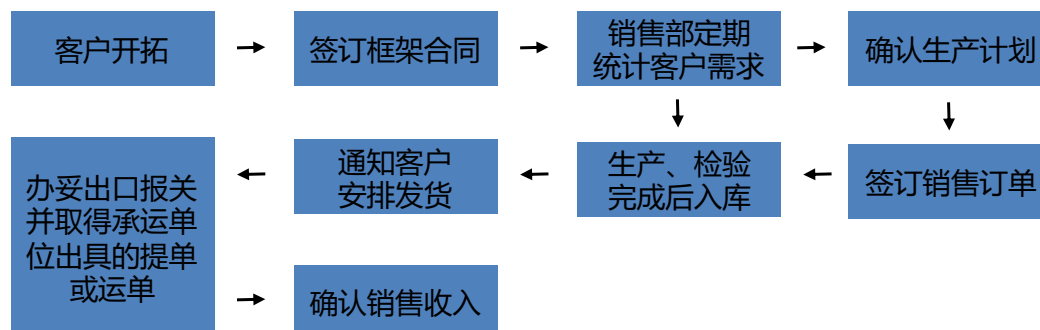 客户开拓
签订框架合同
销售部定期
统计客户需求
确认生产计划
签订销售订单
生产、检验
完成后入库
通知客户
安排发货
办妥出口报关
并取得承运单
位出具的提单
或运单
确认销售收入